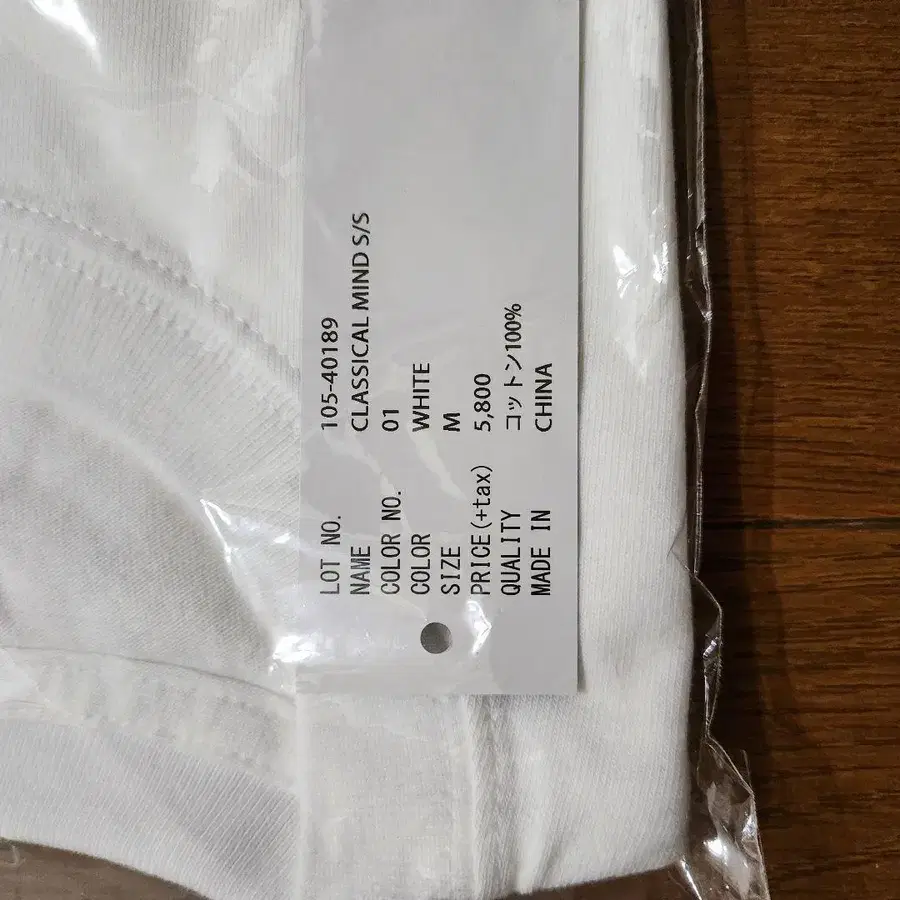 LOT NO. 105-40189
NAME CLASSICAL MIND S/S
COLOR NO. 01
COLOR WHITE
SIZE M
PRICE(+tax) 5,800
QUALITY コットン100%
MADE IN CHINA